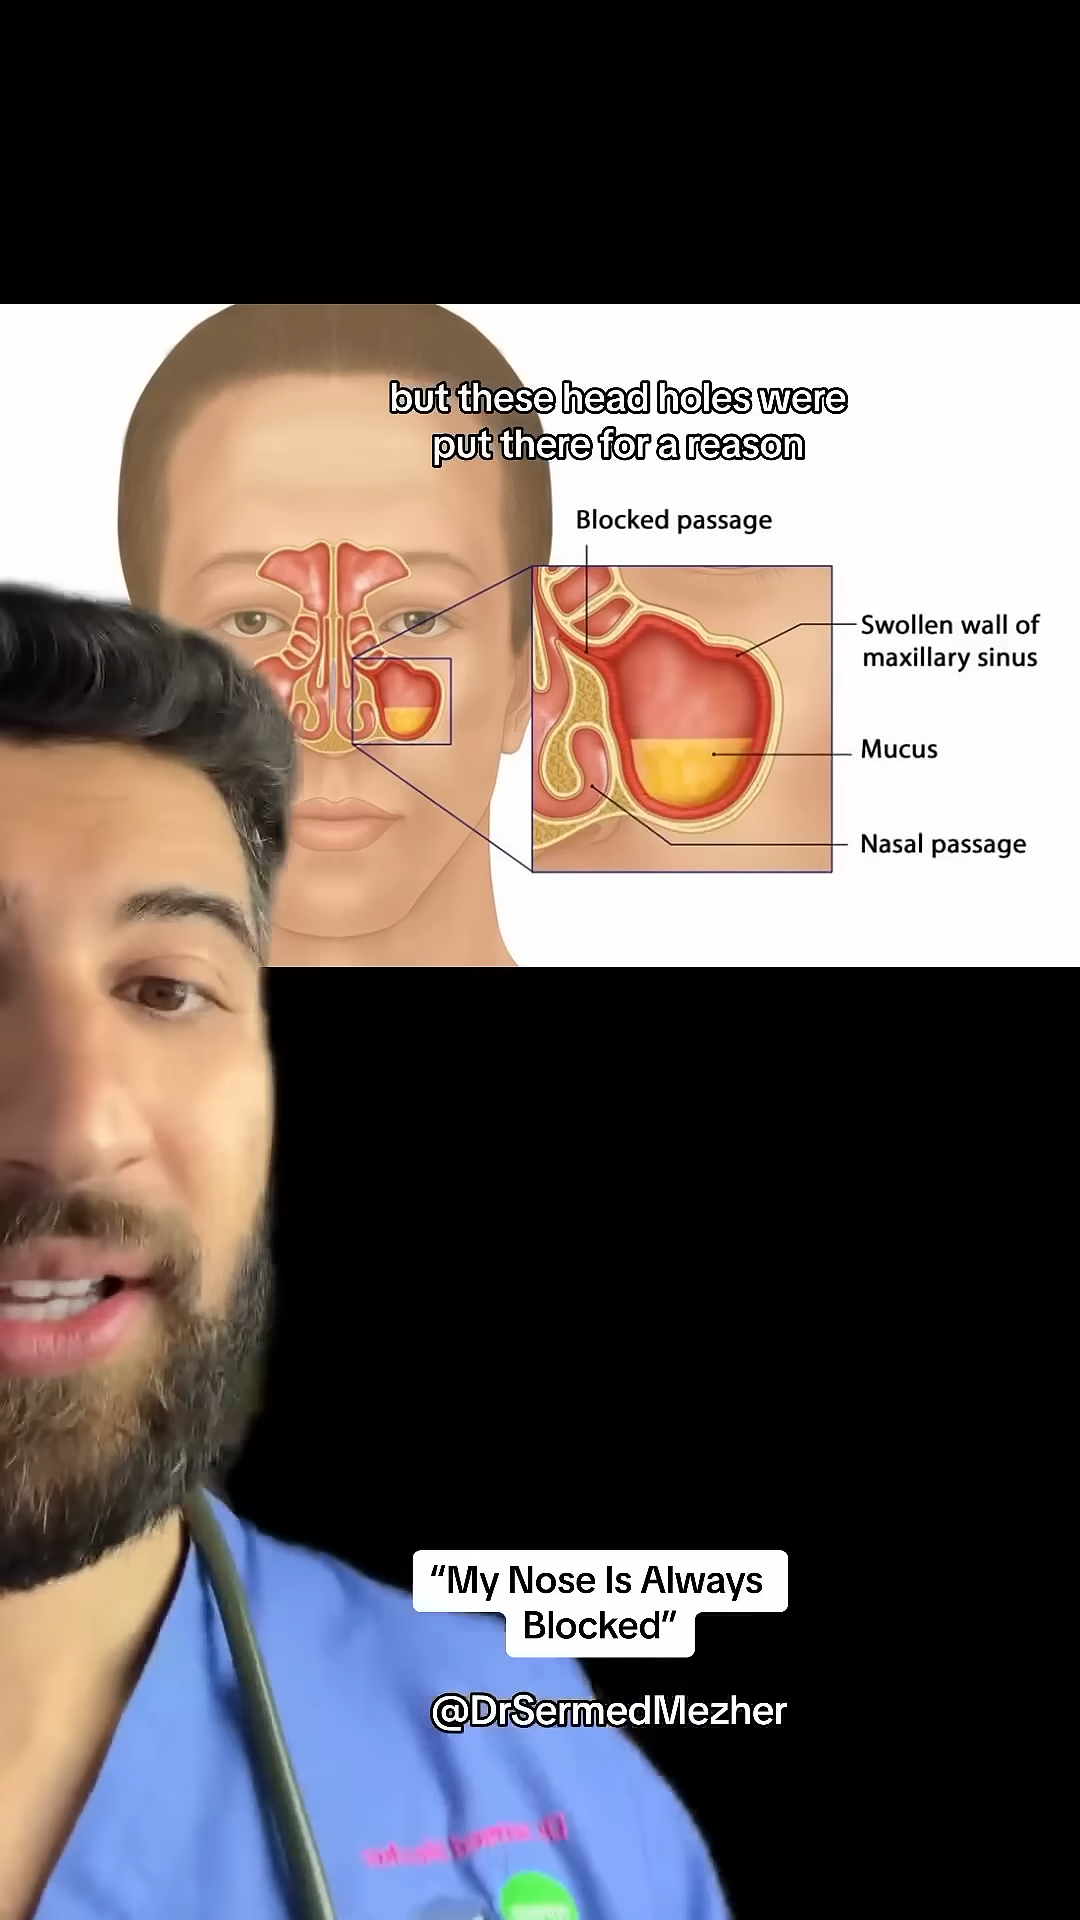 but these head holes were
put there for a reason
Blocked passage
Swollen wall of
maxillary sinus
Mucus
Nasal passage
“My Nose Is Always
Blocked”
@DrSermedMezher